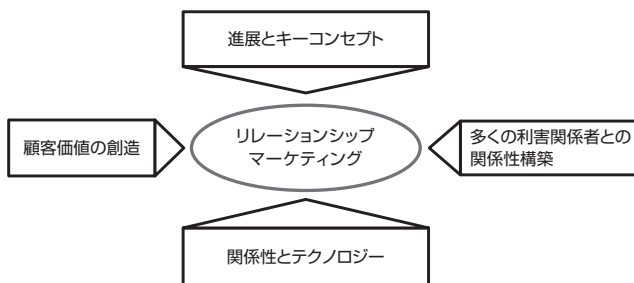 進展とキーコンセプト
顧客価値の創造
リレーションシップ
マーケティング
多くの利害関係者との
関係性構築
関係性とテクノロジー